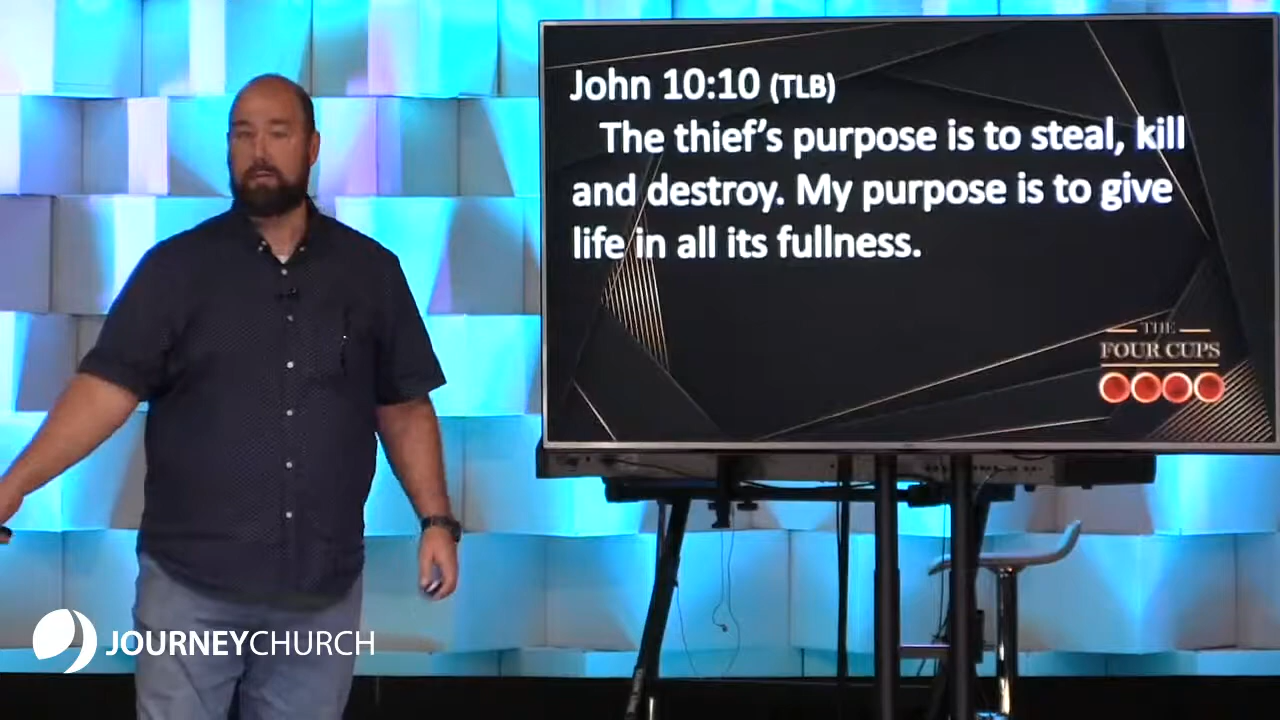 John 10:10 (TLB)
The thief’s purpose is to steal, kill
and destroy. My purpose is to give
life in all its fullness.
THE
FOUR CUPS
JOURNEYCHURCH